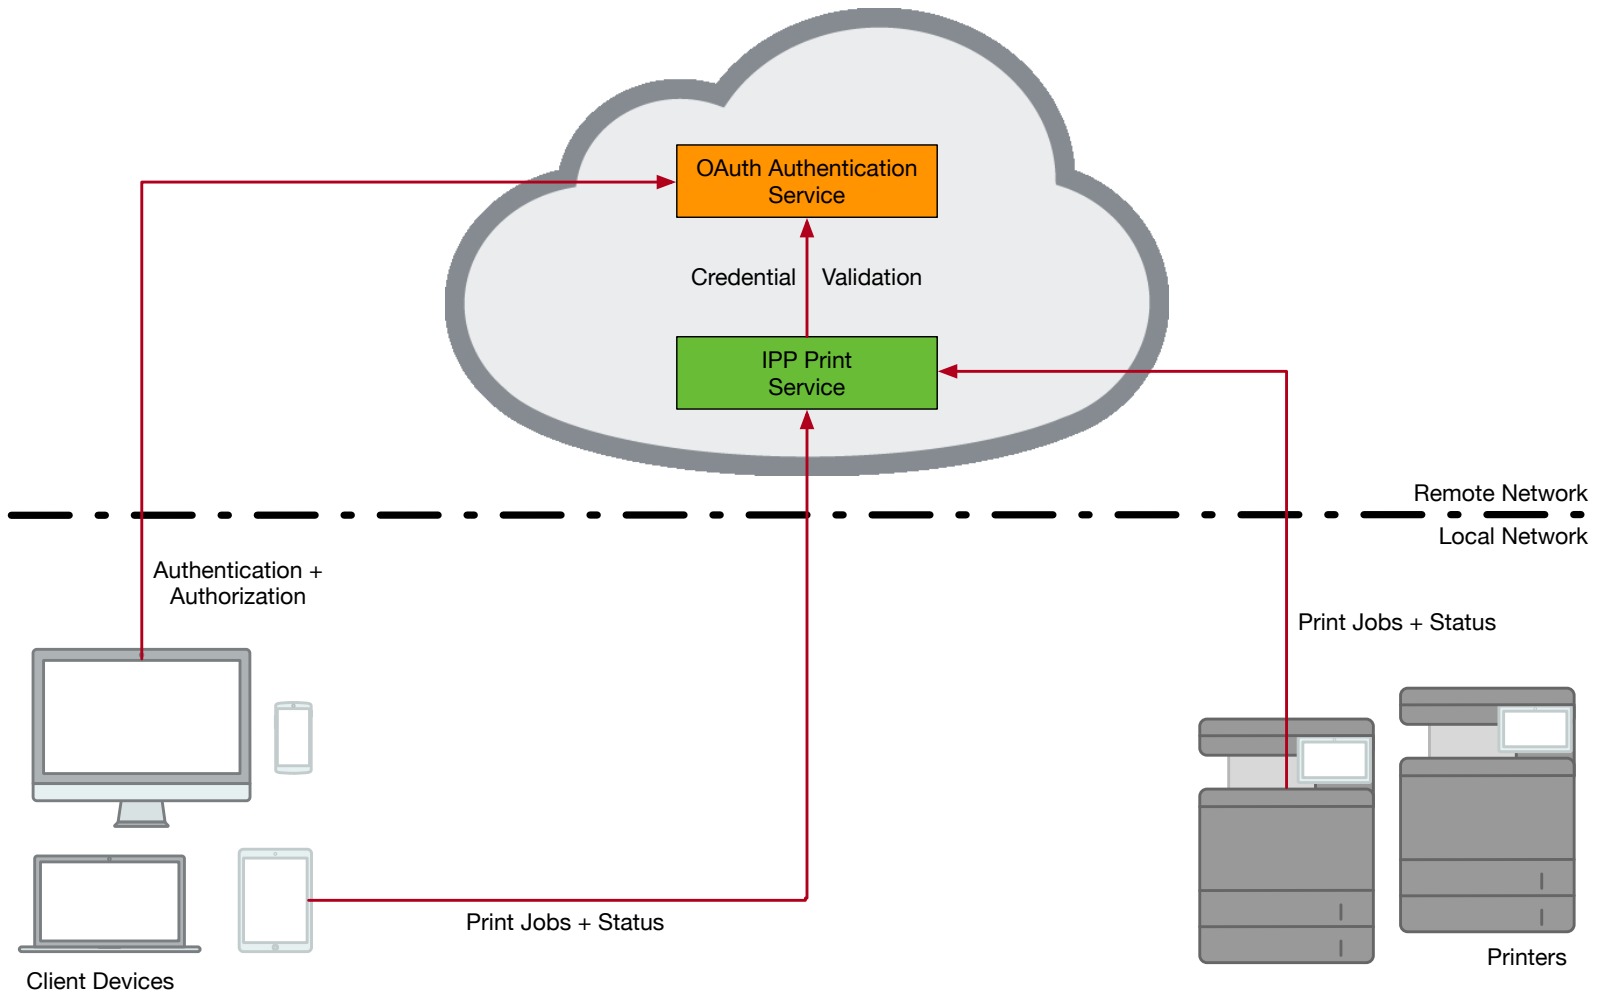 OAuth Authentication
Service
Credential Validation
IPP Print
Service
Remote Network
Local Network
Authentication +
Authorization
Print Jobs + Status
Print Jobs + Status
Printers
Client Devices